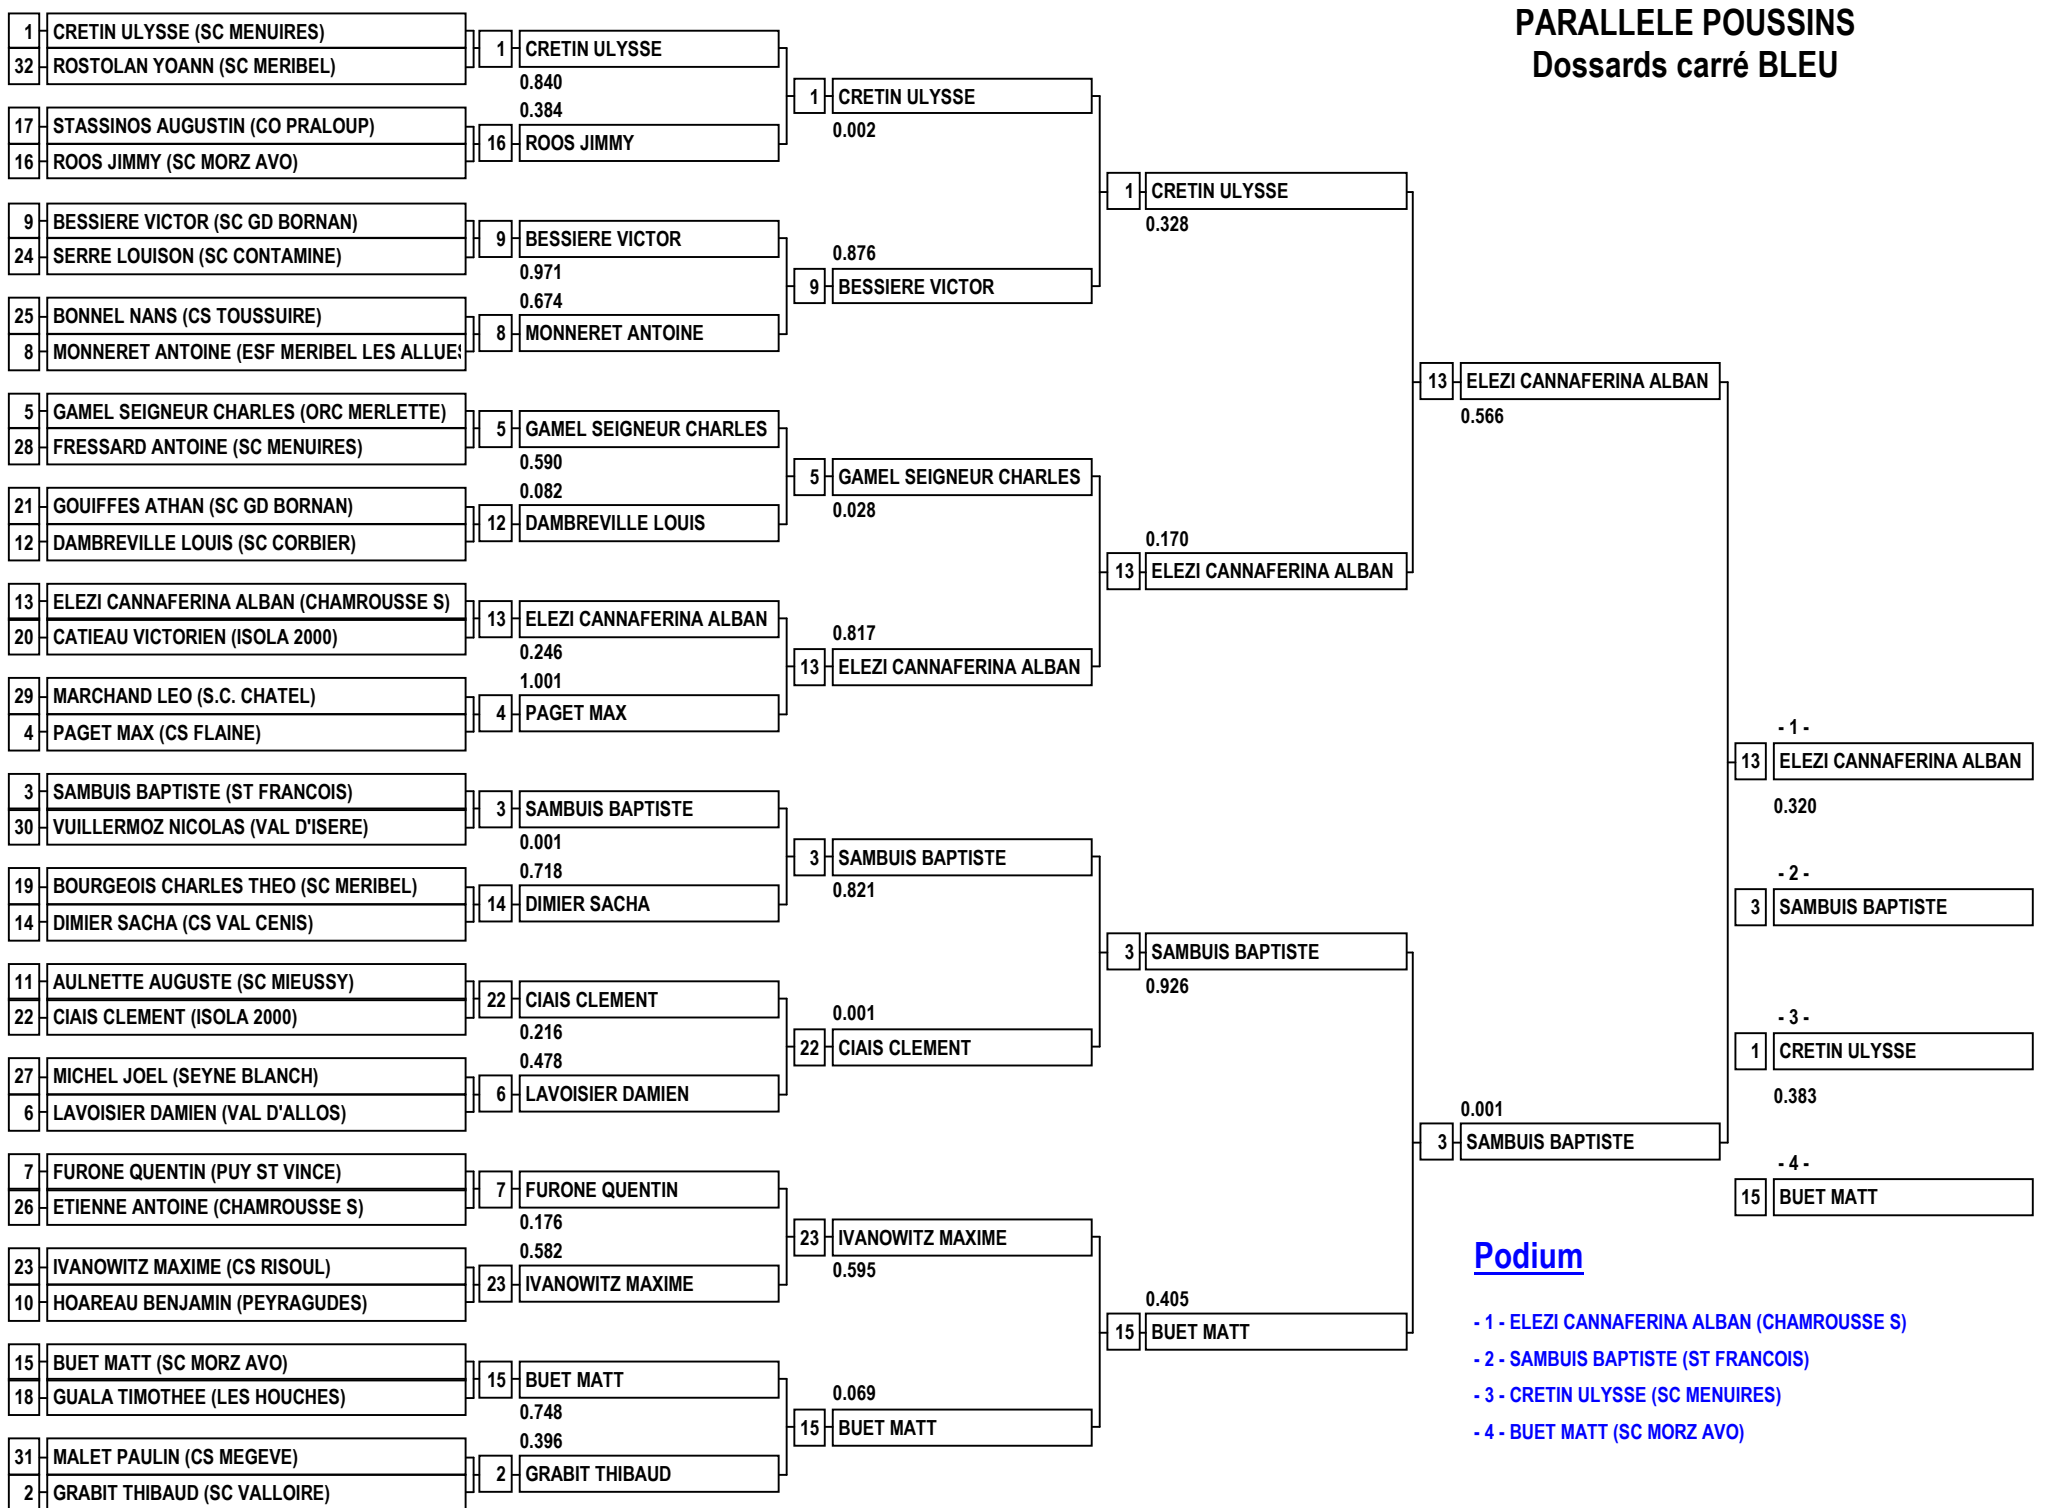 PARALLELE POUSSINS
Dossards carré BLEU
1 CRETIN ULYSSE (SC MENUIRES)
32 ROSTOLAN YOANN (SC MERIBEL)
17 STASSINOS AUGUSTIN (CO PRALOUP)
16 ROOS JIMMY (SC MORZ AVO)
9 BESSIERE VICTOR (SC GD BORNAN)
24 SERRE LOUISON (SC CONTAMINE)
25 BONNEL NANS (CS TOUSSUIRE)
8 MONNERET ANTOINE (ESF MERIBEL LES ALLUES
5 GAMEL SEIGNEUR CHARLES (ORC MERLETTE)
28 FRESSARD ANTOINE (SC MENUIRES)
21 GOUIFFES ATHAN (SC GD BORNAN)
12 DAMBREVILLE LOUIS (SC CORBIER)
13 ELEZI CANNAFERINA ALBAN (CHAMROUSSE S)
20 CATIEAU VICTORIEN (ISOLA 2000)
29 MARCHAND LEO (S.C. CHATEL)
4 PAGET MAX (CS FLAINE)
3 SAMBUIS BAPTISTE (ST FRANCOIS)
30 VUILLERMOZ NICOLAS (VAL D'ISERE)
19 BOURGEOIS CHARLES THEO (SC MERIBEL)
14 DIMIER SACHA (CS VAL CENIS)
11 AULNETTE AUGUSTE (SC MIEUSSY)
22 CIAIS CLEMENT (ISOLA 2000)
27 MICHEL JOEL (SEYNE BLANCH)
6 LAVOISIER DAMIEN (VAL D'ALLOS)
7 FURONE QUENTIN (PUY ST VINCE)
26 ETIENNE ANTOINE (CHAMROUSSE S)
23 IVANOWITZ MAXIME (CS RISOUL)
10 HOAREAU BENJAMIN (PEYRAGUDES)
15 BUET MATT (SC MORZ AVO)
18 GUALA TIMOTHEE (LES HOUCHES)
31 MALET PAULIN (CS MEGEVE)
2 GRABIT THIBAUD (SC VALLOIRE)
1 CRETIN ULYSSE
0.840
0.384
16 ROOS JIMMY
9 BESSIERE VICTOR
0.971
0.674
8 MONNERET ANTOINE
5 GAMEL SEIGNEUR CHARLES
0.590
0.082
12 DAMBREVILLE LOUIS
13 ELEZI CANNAFERINA ALBAN
0.246
1.001
4 PAGET MAX
3 SAMBUIS BAPTISTE
0.001
0.718
14 DIMIER SACHA
22 CIAIS CLEMENT
0.216
0.478
6 LAVOISIER DAMIEN
7 FURONE QUENTIN
0.176
0.582
23 IVANOWITZ MAXIME
15 BUET MATT
0.748
0.396
2 GRABIT THIBAUD
1 CRETIN ULYSSE
0.002
0.876
9 BESSIERE VICTOR
5 GAMEL SEIGNEUR CHARLES
0.028
0.817
13 ELEZI CANNAFERINA ALBAN
3 SAMBUIS BAPTISTE
0.821
0.001
22 CIAIS CLEMENT
23 IVANOWITZ MAXIME
0.595
0.069
15 BUET MATT
1 CRETIN ULYSSE
0.328
0.170
13 ELEZI CANNAFERINA ALBAN
3 SAMBUIS BAPTISTE
0.926
0.405
15 BUET MATT
13 ELEZI CANNAFERINA ALBAN
0.566
0.001
3 SAMBUIS BAPTISTE
- 1 -
13 ELEZI CANNAFERINA ALBAN
0.320
- 2 -
3 SAMBUIS BAPTISTE
- 3 -
1 CRETIN ULYSSE
0.383
- 4 -
15 BUET MATT
Podium
- 1 - ELEZI CANNAFERINA ALBAN (CHAMROUSSE S)
- 2 - SAMBUIS BAPTISTE (ST FRANCOIS)
- 3 - CRETIN ULYSSE (SC MENUIRES)
- 4 - BUET MATT (SC MORZ AVO)